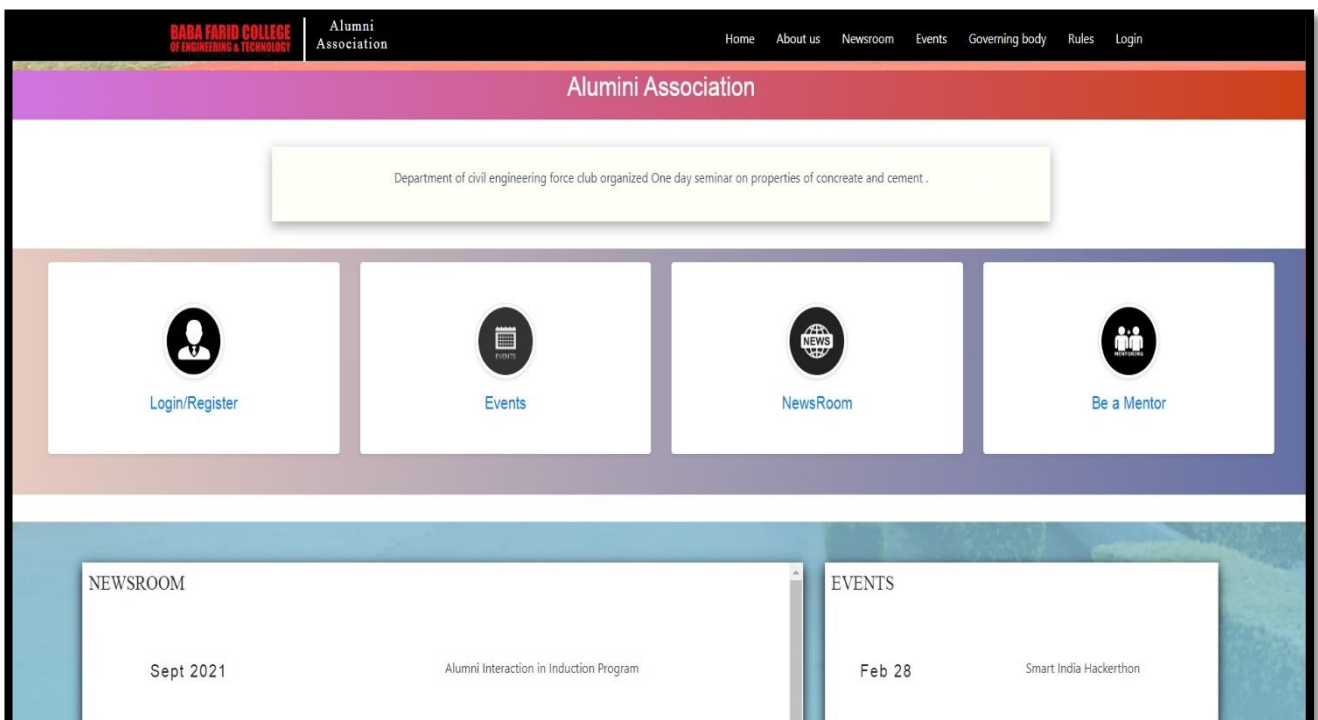 BABA FARID COLLEGE
OF ENGINEERING & TECHNOLOGY
Alumni
Association
Home About us Newsroom Events Governing body Rules Login
Alumini Association
Department of civil engineering force club organized One day seminar on properties of concreate and cement .
EVENTS
NEWS
MENTORING
Login/Register
Events
NewsRoom
Be a Mentor
NEWSROOM
Sept 2021 Alumni Interaction in Induction Program
EVENTS
Feb 28 Smart India Hackerthon